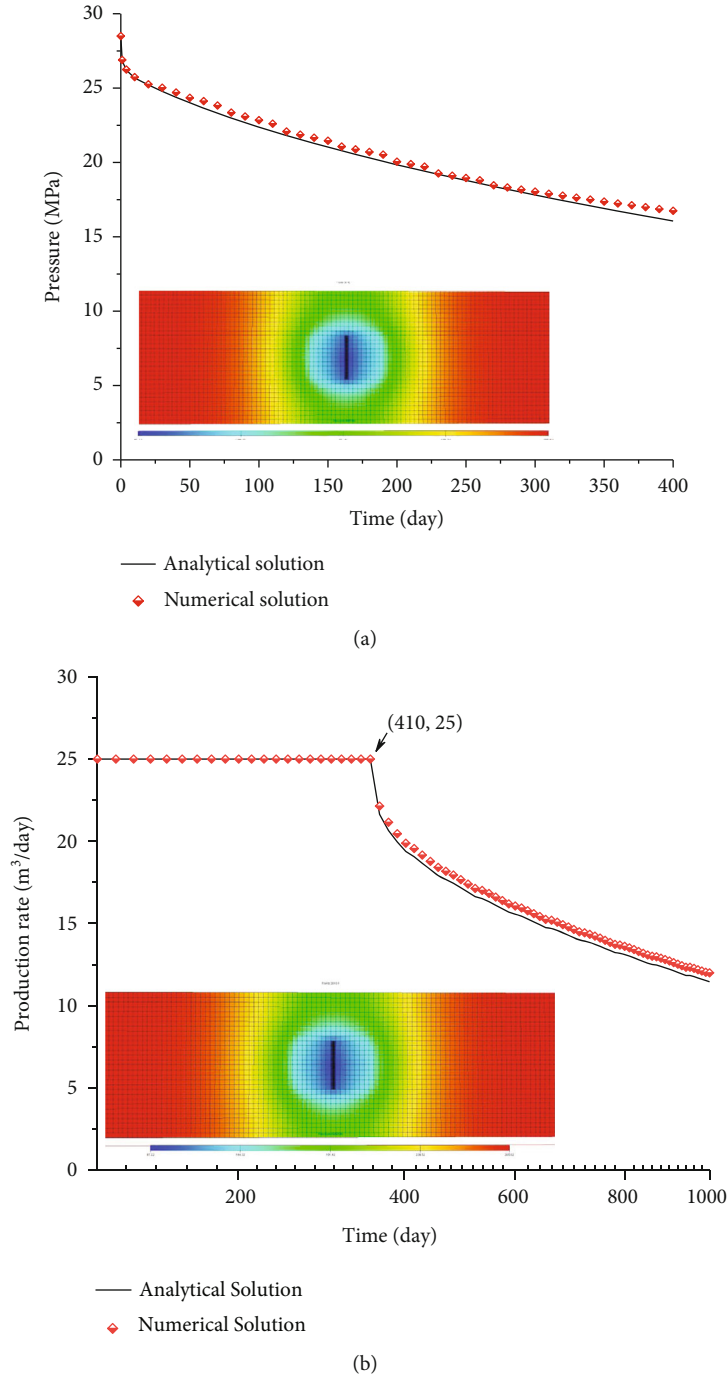 30
25
20
15
10
5
0
Pressure (MPa)
0 50 100 150 200 250 300 350 400
Time (day)
Analytical solution
Numerical solution
(a)
30
25
20
15
10
5
0
Production rate (m³/day)
(410, 25)
200 400 600 800 1000
Time (day)
Analytical Solution
Numerical Solution
(b)